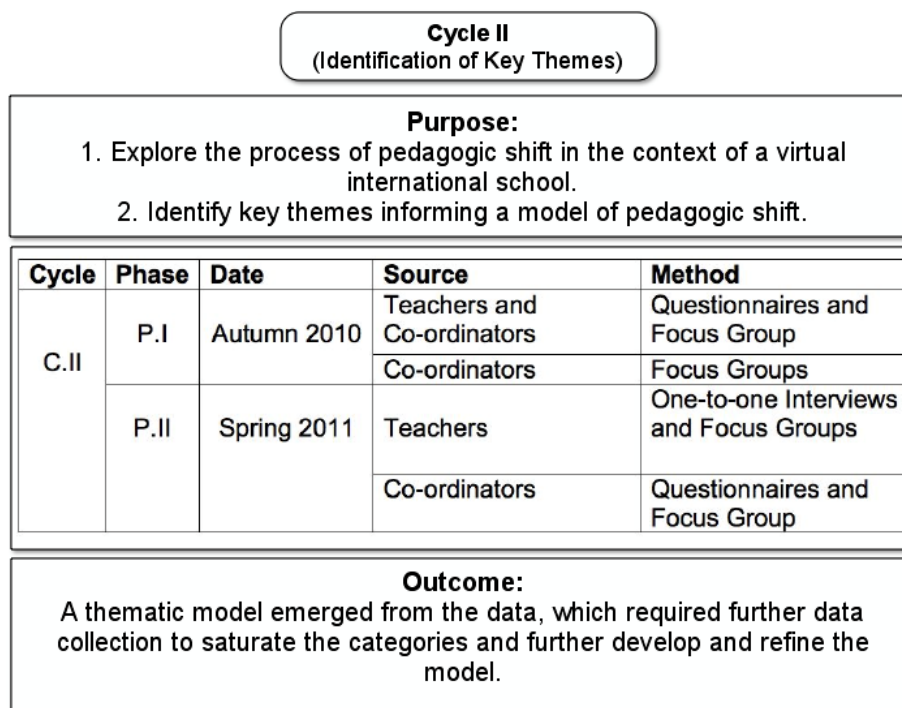 Cycle II
(Identification of Key Themes)
Purpose:
1. Explore the process of pedagogic shift in the context of a virtual
international school.
2. Identify key themes informing a model of pedagogic shift.
Cycle Phase Date Source Method
C.II P.I Autumn 2010 Teachers and Co-ordinators Questionnaires and Focus Group
Co-ordinators Focus Groups
P.II Spring 2011 Teachers One-to-one Interviews and Focus Groups
Co-ordinators Questionnaires and Focus Group
Outcome:
A thematic model emerged from the data, which required further data
collection to saturate the categories and further develop and refine the
model.